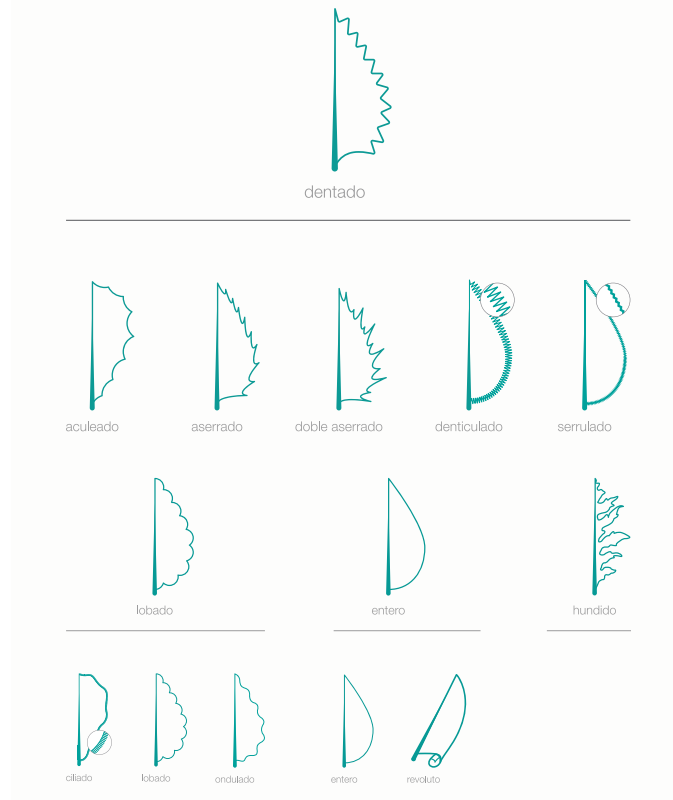 dentado
aculeado
aserrado
doble aserrado
denticulado
serrulado
lobado
entero
hundido
ciliado
lobado
ondulado
entero
revoluto